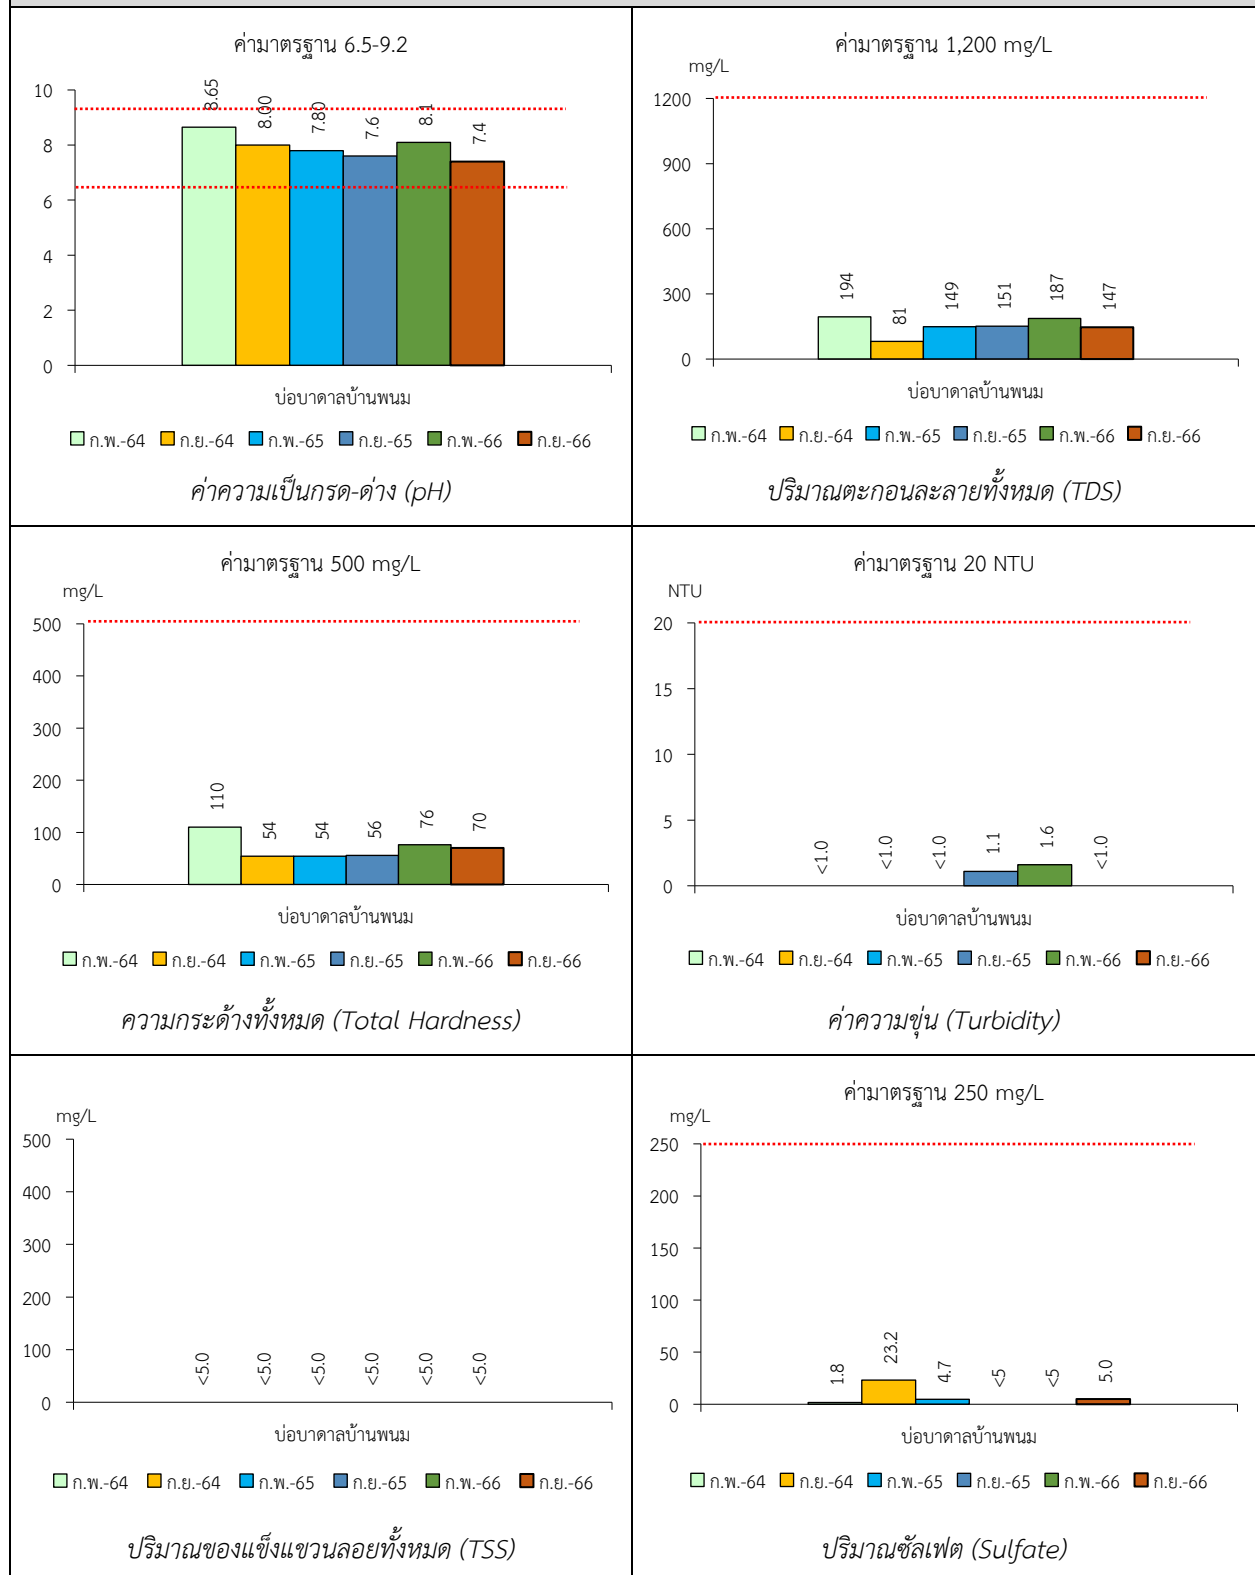 ค่ามาตรฐาน 6.5-9.2
10
8
6
4
2
0
8.65
8.00
7.80
7.6
8.1
7.4
บ่อบาดาลบ้านพนม
ก.พ.-64 ก.ย.-64 ก.พ.-65 ก.ย.-65 ก.พ.-66 ก.ย.-66
ค่าความเป็นกรด-ด่าง (pH)
ค่ามาตรฐาน 1,200 mg/L
mg/L
1200
900
600
300
0
194
81
149
151
187
147
บ่อบาดาลบ้านพนม
ก.พ.-64 ก.ย.-64 ก.พ.-65 ก.ย.-65 ก.พ.-66 ก.ย.-66
ปริมาณตะกอนละลายทั้งหมด (TDS)
ค่ามาตรฐาน 500 mg/L
mg/L
500
400
300
200
100
0
110
54
54
56
76
70
บ่อบาดาลบ้านพนม
ก.พ.-64 ก.ย.-64 ก.พ.-65 ก.ย.-65 ก.พ.-66 ก.ย.-66
ความกระด้างทั้งหมด (Total Hardness)
ค่ามาตรฐาน 20 NTU
NTU
20
15
10
5
0
<1.0
<1.0
<1.0
1.1
1.6
<1.0
บ่อบาดาลบ้านพนม
ก.พ.-64 ก.ย.-64 ก.พ.-65 ก.ย.-65 ก.พ.-66 ก.ย.-66
ค่าความขุ่น (Turbidity)
mg/L
500
400
300
200
100
0
<5.0
<5.0
<5.0
<5.0
<5.0
<5.0
บ่อบาดาลบ้านพนม
ก.พ.-64 ก.ย.-64 ก.พ.-65 ก.ย.-65 ก.พ.-66 ก.ย.-66
ปริมาณของแข็งแขวนลอยทั้งหมด (TSS)
ค่ามาตรฐาน 250 mg/L
mg/L
250
200
150
100
50
0
1.8
23.2
4.7
<5
<5
5.0
บ่อบาดาลบ้านพนม
ก.พ.-64 ก.ย.-64 ก.พ.-65 ก.ย.-65 ก.พ.-66 ก.ย.-66
ปริมาณซัลเฟต (Sulfate)